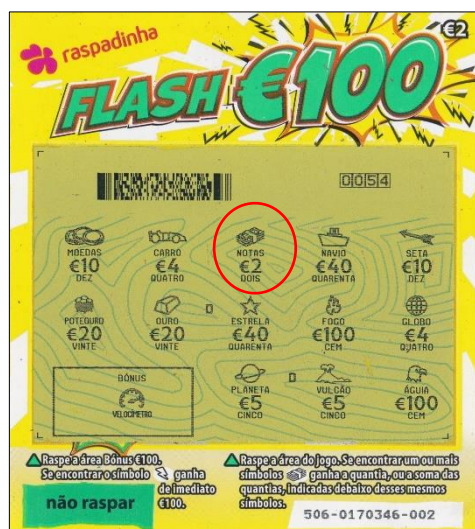 €2
raspadinha
FLASH €100
0054
MOEDAS CARRO NOTAS NAVIO SETA
€10 €4 €2 €40 €10
DEZ QUATRO DOIS QUARENTA DEZ
POTEOURO OURO ESTRELA FOGO GLOBO
€20 €20 €40 €100 €4
VINTE VINTE QUARENTA CEM QUATRO
BÓNUS
VELOCÍMETRO
PLANETA VULCÃO ÁGUIA
€5 €5 €100
CINCO CINCO CEM
Raspe a área Bónus €100.
Se encontrar o símbolo ganha
de imediato
€100.
Raspe a área do jogo. Se encontrar um ou mais
símbolos ganha a quantia, ou a soma das
quantias, indicadas debaixo desses mesmos
símbolos.
não raspar
506-0170346-002